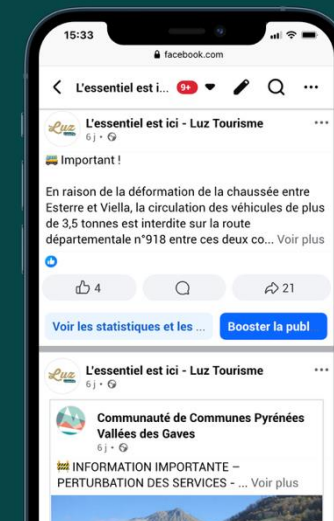 15:33
facebook.com
L'essentiel est i... 9+
Luz
L'essentiel est ici - Luz Tourisme
6 j
Important !
En raison de la déformation de la chaussée entre
Esterre et Viella, la circulation des véhicules de plus
de 3,5 tonnes est interdite sur la route
départementale n°918 entre ces deux co... Voir plus
4
21
Voir les statistiques et les ...
Booster la publ
Luz
L'essentiel est ici - Luz Tourisme
6 j
Communauté de Communes Pyrénées
Vallées des Gaves
6 j
INFORMATION IMPORTANTE –
PERTURBATION DES SERVICES - ... Voir plus